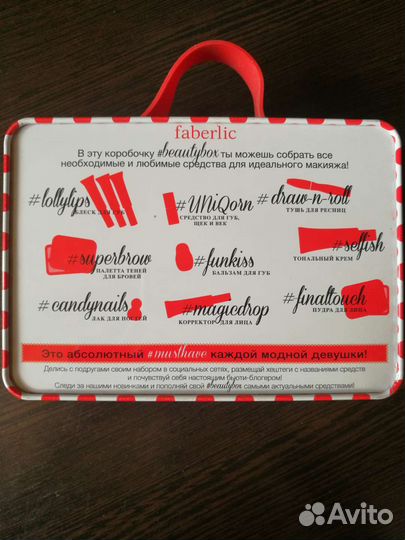 faberlic
В эту коробочку #beautybox ты можешь собрать все
необходимые и любимые средства для идеального макияжа!
#lollylips
БЛЕСК ДЛЯ ГУБ
#UNiQorn
СРЕДСТВО ДЛЯ ГУБ,
ЩЕК И ВЕК
#draw-n-roll
ТУШЬ ДЛЯ РЕСНИЦ
#superbrow
ПАЛЕТТА ТЕНЕЙ
ДЛЯ БРОВЕЙ
#funkiss
БАЛЬЗАМ ДЛЯ ГУБ
#selfish
ТОНАЛЬНЫЙ КРЕМ
#candynails
ЛАК ДЛЯ НОГТЕЙ
#magicdrop
КОРРЕКТОР ДЛЯ ЛИЦА
#finaltouch
ПУДРА ДЛЯ ЛИЦА
Это абсолютный #musthave каждой модной девушки!
Делись с подругами своим набором в социальных сетях, размещай хештеги с названиями средств
и почувствуй себя настоящим бьюти-блогером!
Следи за нашими новинками и пополняй свой #beautybox самыми актуальными средствами!
Avito